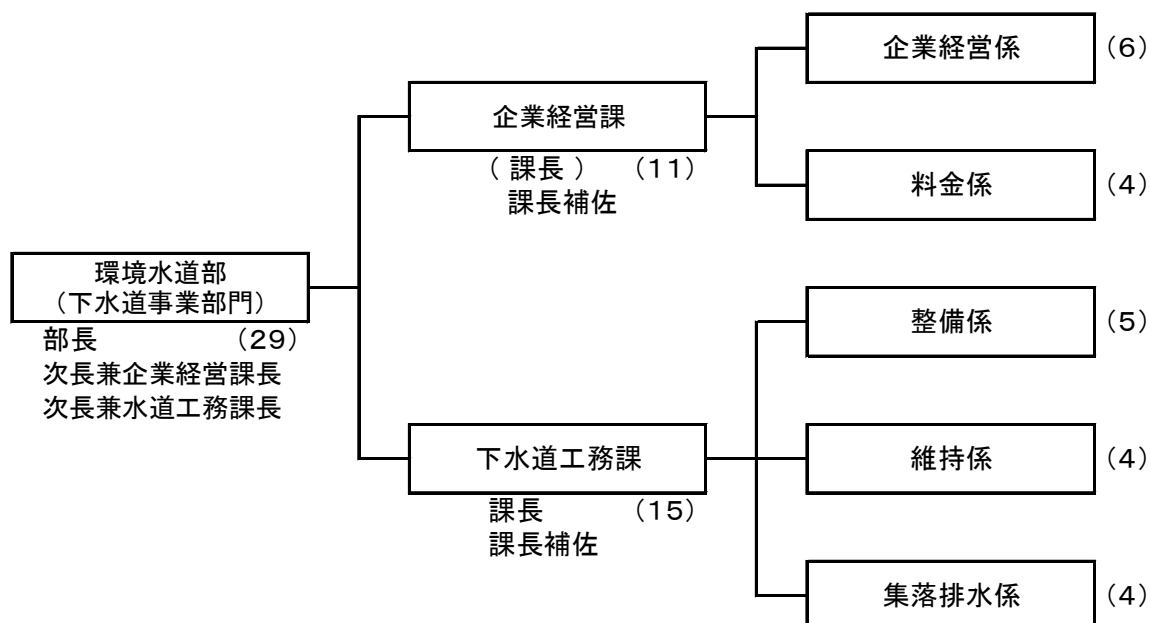 環境水道部
（下水道事業部門）
部長　（２９）
次長兼企業経営課長
次長兼水道工務課長
企業経営課
（ 課長 ）　（１１）
課長補佐
企業経営係　（６）
料金係　（４）
下水道工務課
課長　（１５）
課長補佐
整備係　（５）
維持係　（４）
集落排水係　（４）